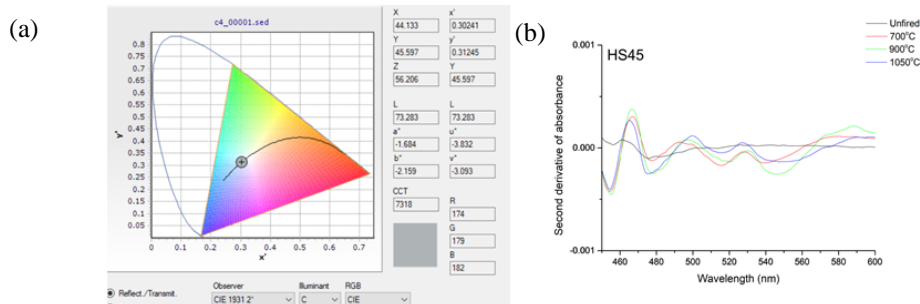 (a)
c4_00001.sed
y'
0.8
0.75
0.7
0.65
0.6
0.55
0.5
0.45
0.4
0.35
0.3
0.25
0.2
0.15
0.1
0.05
0 0.1 0.2 0.3 0.4 0.5 0.6 0.7
x'
X x'
44.133 0.30241
Y y'
45.597 0.31245
Z Y
56.206 45.597
L L
73.283 73.283
a* u*
-1.684 -3.832
b* v*
-2.159 -3.093
CCT
7318
R
174
G
179
B
182
Reflect./Transmit.
Observer Illuminant RGB
CIE 1931 2° C CIE
(b)
HS45
Unfired
700°C
900°C
1050°C
Second derivative of absorbance
0.001
0.000
-0.001
460 480 500 520 540 560 580 600
Wavelength (nm)